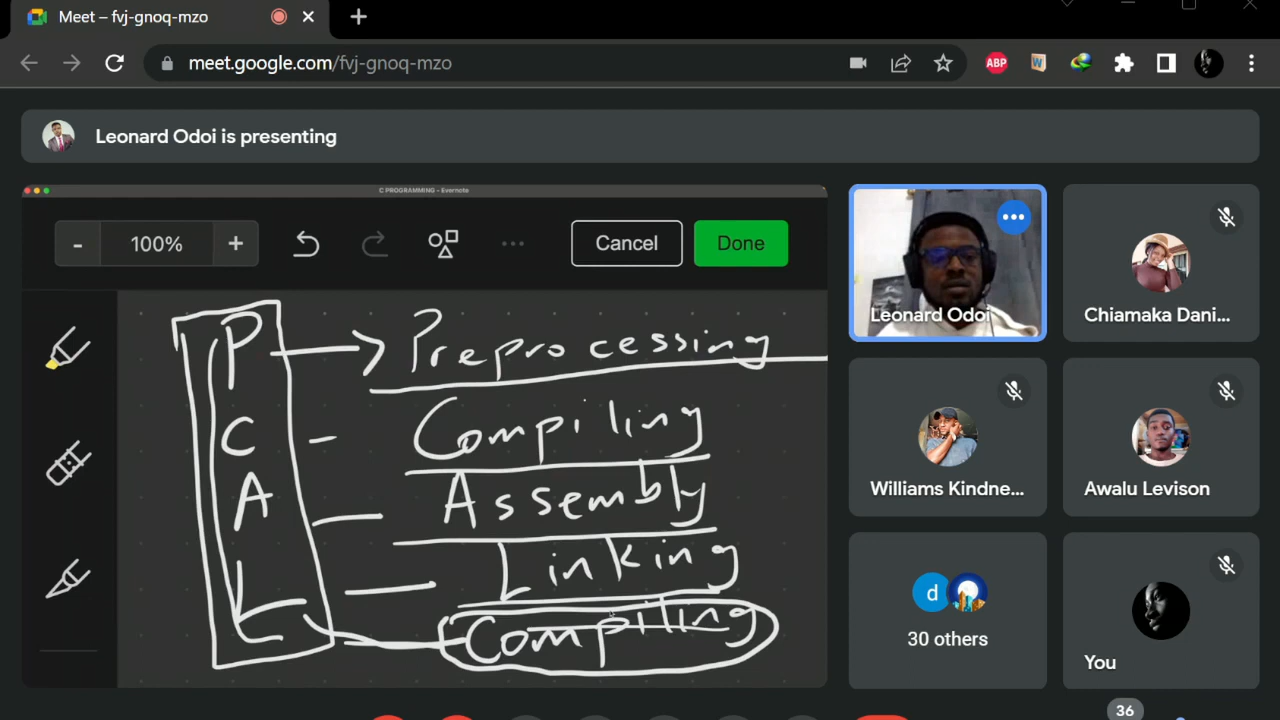 Meet – fvj-gnoq-mzo
meet.google.com/fvj-gnoq-mzo
ABP
W
Leonard Odoi is presenting
C PROGRAMMING - Evernote
- 100% +
Cancel
Done
P Preprocessing
C - Compiling
A — Assembly
L — Linking
Compiling
Leonard Odoi
Chiamaka Dani...
Williams Kindne...
Awalu Levison
d
30 others
You
36